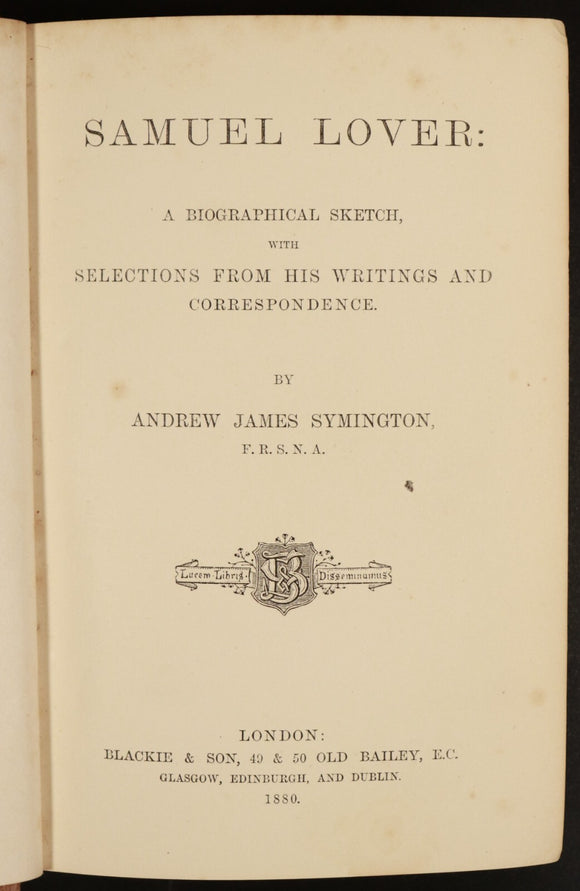 SAMUEL LOVER:
A BIOGRAPHICAL SKETCH,
WITH
SELECTIONS FROM HIS WRITINGS AND
CORRESPONDENCE.
BY
ANDREW JAMES SYMINGTON,
F. R. S. N. A.
Lucem Libris B&S Disseminamus
LONDON:
BLACKIE & SON, 49 & 50 OLD BAILEY, E.C.
GLASGOW, EDINBURGH, AND DUBLIN.
1880.